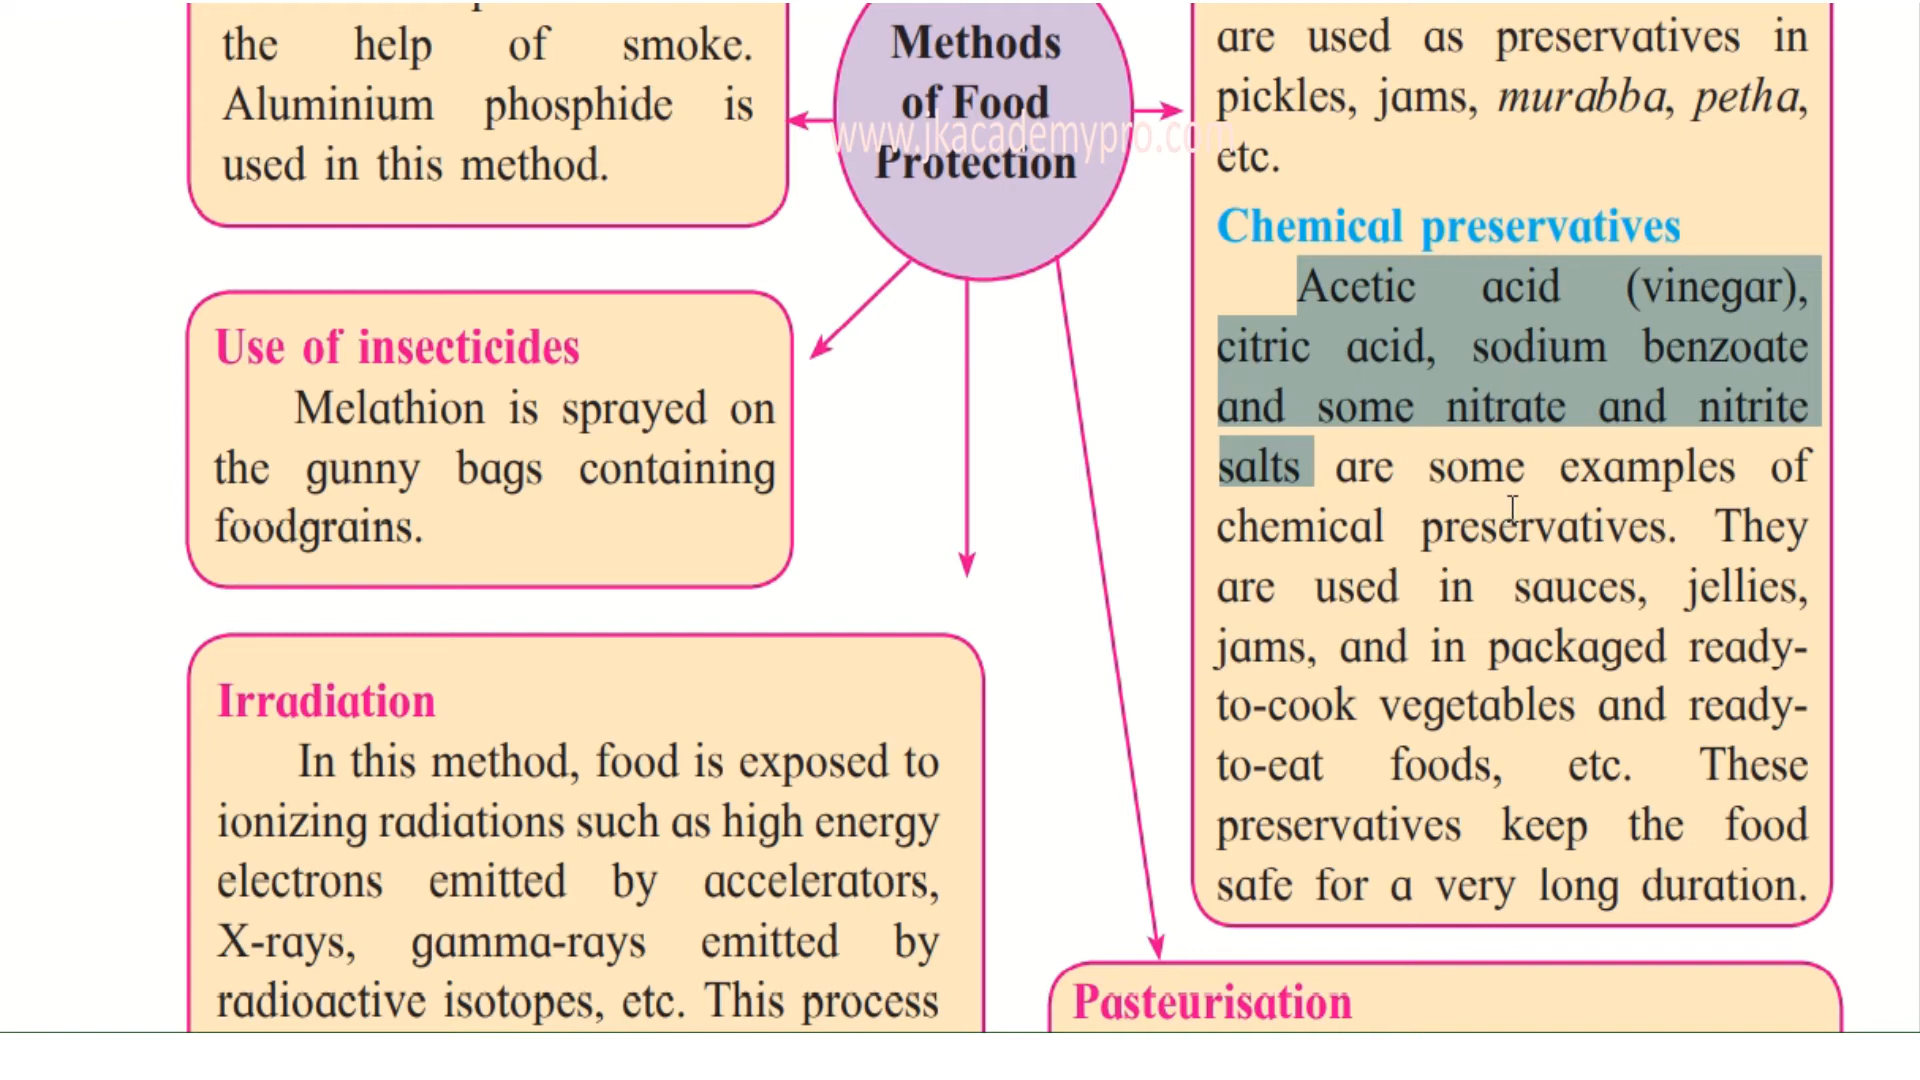 the help of smoke.
Aluminium phosphide is
used in this method.
Methods
of Food
Protection
www.jkacademypro.com
are used as preservatives in
pickles, jams, murabba, petha,
etc.
Chemical preservatives
Acetic acid (vinegar),
citric acid, sodium benzoate
and some nitrate and nitrite
salts are some examples of
chemical preservatives. They
are used in sauces, jellies,
jams, and in packaged ready-
to-cook vegetables and ready-
to-eat foods, etc. These
preservatives keep the food
safe for a very long duration.
Use of insecticides
Melathion is sprayed on
the gunny bags containing
foodgrains.
Irradiation
In this method, food is exposed to
ionizing radiations such as high energy
electrons emitted by accelerators,
X-rays, gamma-rays emitted by
radioactive isotopes, etc. This process
Pasteurisation